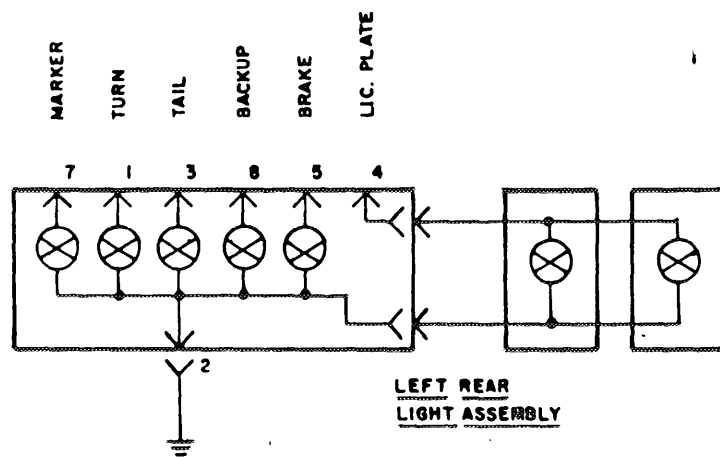 MARKER
TURN
TAIL
BACKUP
BRAKE
LIC. PLATE
7 1 3 8 5 4
2
LEFT REAR
LIGHT ASSEMBLY